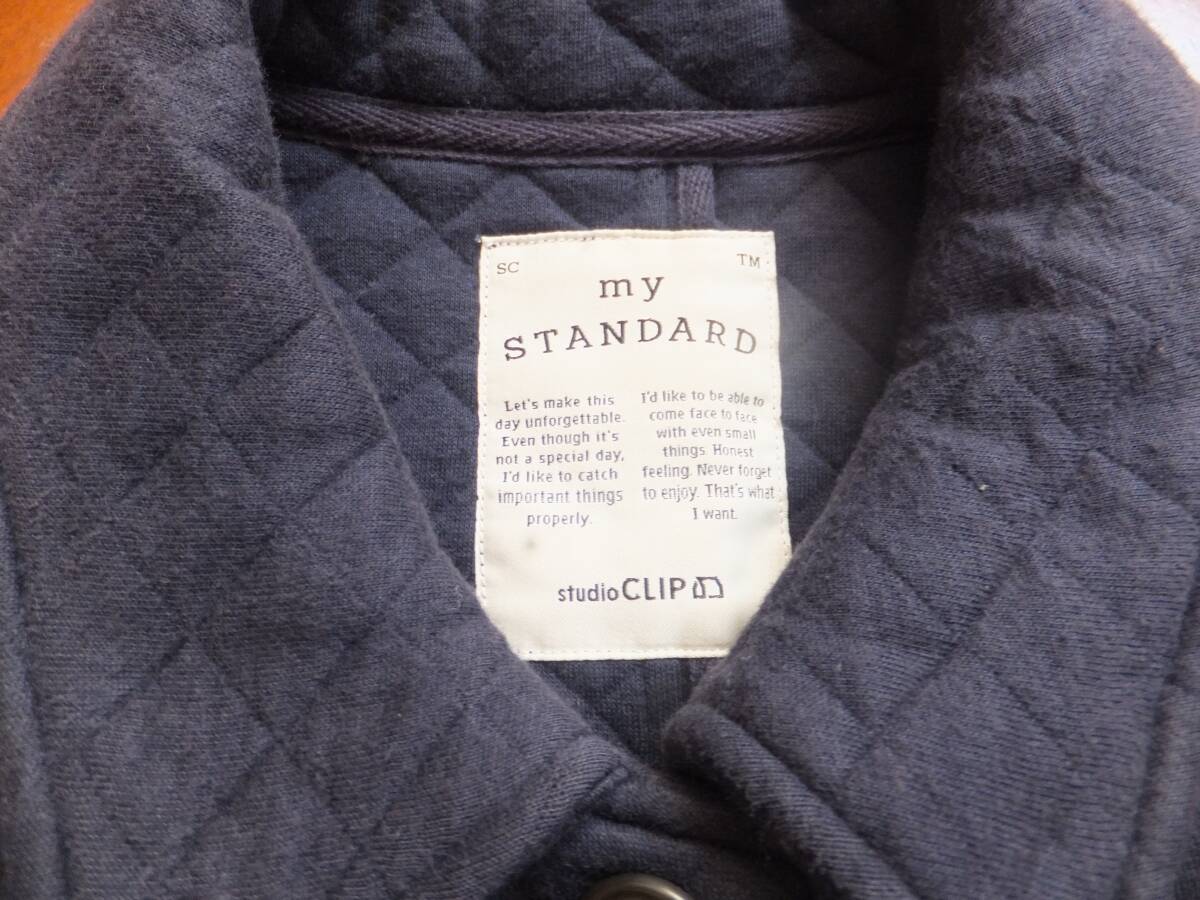 SC
TM
my
STANDARD
Let's make this
day unforgettable.
Even though it's
not a special day,
I'd like to catch
important things
properly.
I'd like to be able to
come face to face
with even small
things. Honest
feeling. Never forget
to enjoy. That's what
I want.
studio CLIP